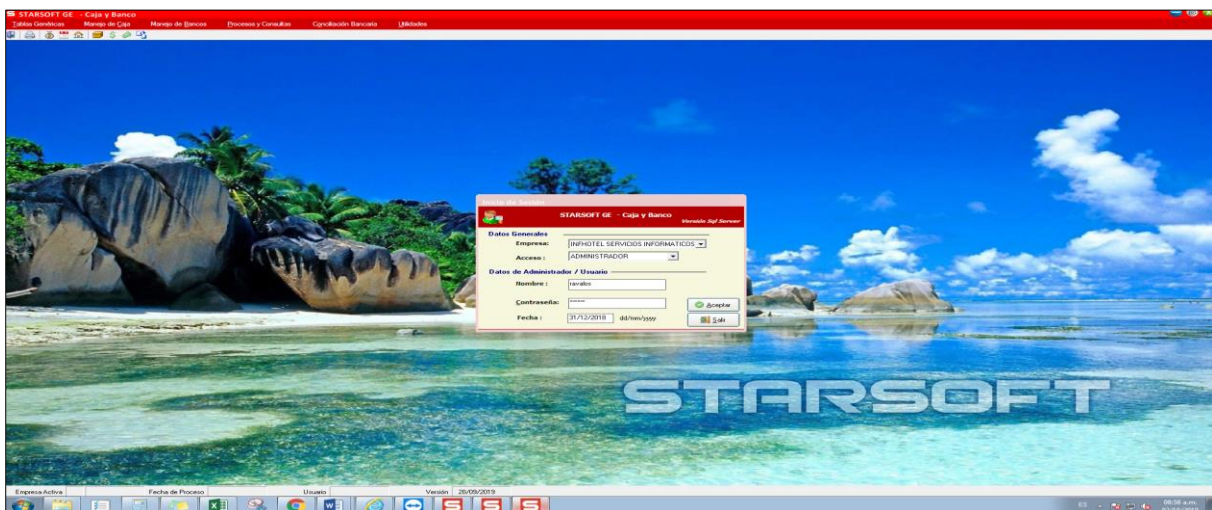 STARSOFT GE - Caja y Banco
Tablas Genéricas Manejo de Caja Manejo de Bancos Procesos y Consultas Conciliación Bancaria Utilidades
Inicio de Sesión
STARSOFT GE - Caja y Banco
Versión Sql Server
Datos Generales
Empresa: INFHOTEL SERVICIOS INFORMATICOS
Acceso : ADMINISTRADOR
Datos de Administrador / Usuario
Nombre : ravalos
Contraseña: *****
Aceptar
Fecha : 31/12/2018 dd/mm/yyyy
Salir
STARSOFT
Empresa Activa Fecha de Proceso Usuario Versión 26/09/2019
ES 08:58 a.m.